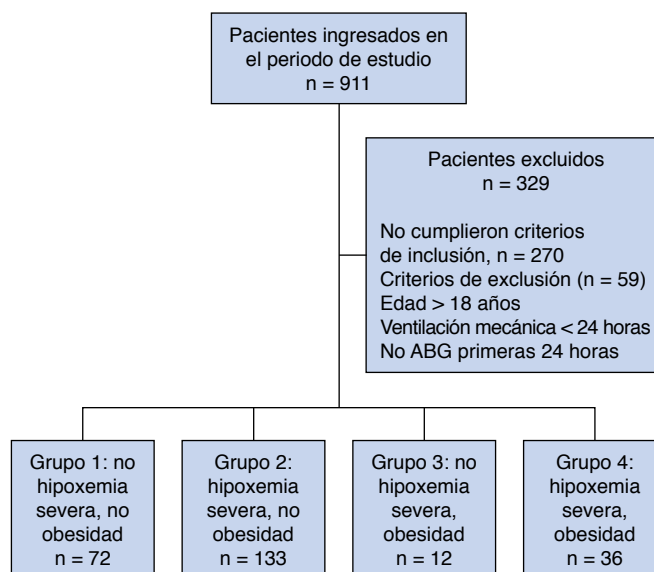 Pacientes ingresados en
el periodo de estudio
n = 911
Pacientes excluidos
n = 329
No cumplieron criterios
de inclusión, n = 270
Criterios de exclusión (n = 59)
Edad > 18 años
Ventilación mecánica < 24 horas
No ABG primeras 24 horas
Grupo 1: no
hipoxemia
severa, no
obesidad
n = 72
Grupo 2:
hipoxemia
severa, no
obesidad
n = 133
Grupo 3: no
hipoxemia
severa,
obesidad
n = 12
Grupo 4:
hipoxemia
severa,
obesidad
n = 36